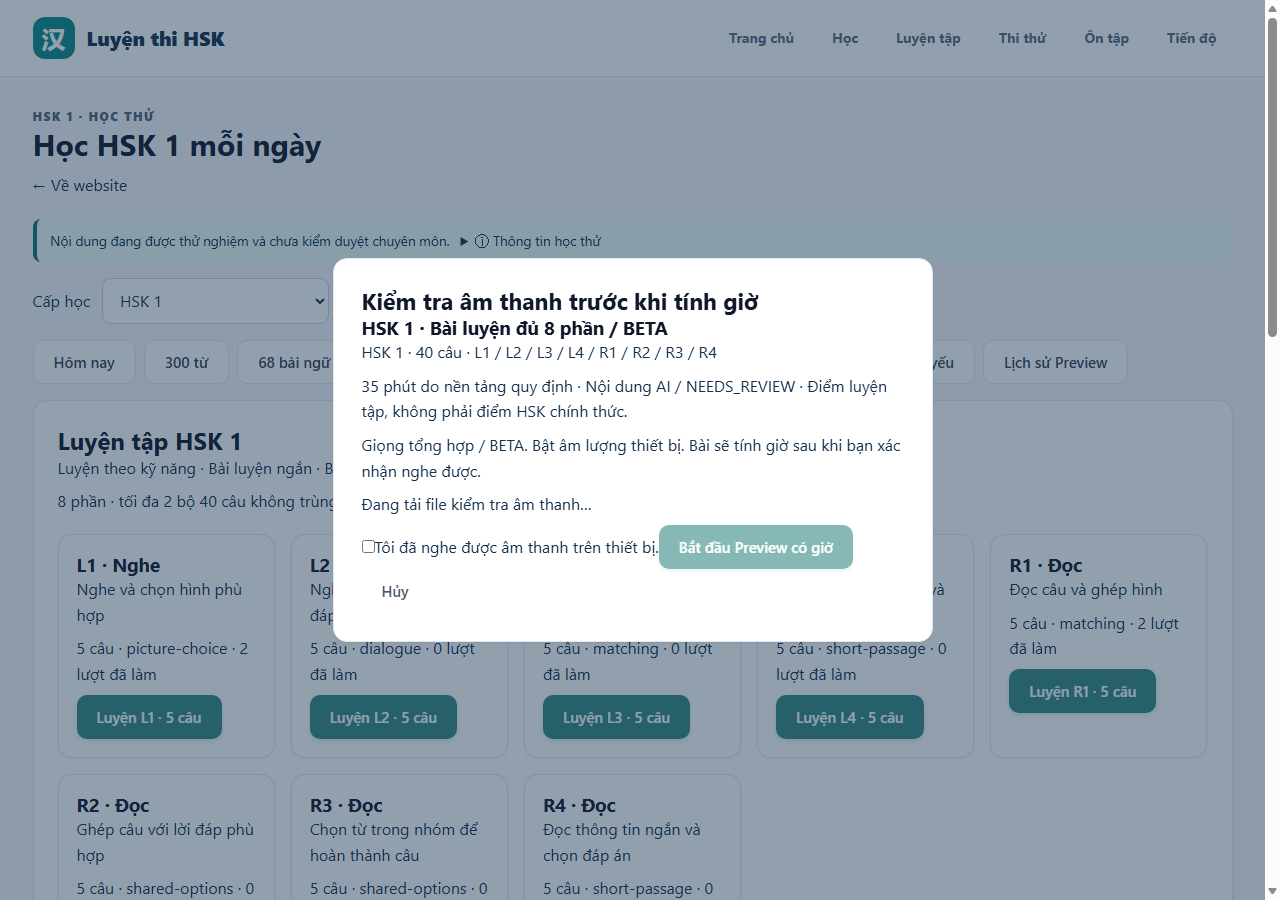 汉 Luyện thi HSK
Trang chủ Học Luyện tập Thi thử Ôn tập Tiến độ
HSK 1 · HỌC THỬ
Học HSK 1 mỗi ngày
← Về website
Nội dung đang được thử nghiệm và chưa kiểm duyệt chuyên môn. ▶ ⓘ Thông tin học thử
Cấp học HSK 1
Hôm nay 300 từ 68 bài ngữ yếu Lịch sử Preview
Kiểm tra âm thanh trước khi tính giờ
HSK 1 · Bài luyện đủ 8 phần / BETA
HSK 1 · 40 câu · L1 / L2 / L3 / L4 / R1 / R2 / R3 / R4
35 phút do nền tảng quy định · Nội dung AI / NEEDS_REVIEW · Điểm luyện
tập, không phải điểm HSK chính thức.
Giọng tổng hợp / BETA. Bật âm lượng thiết bị. Bài sẽ tính giờ sau khi bạn xác
nhận nghe được.
Đang tải file kiểm tra âm thanh...
Tôi đã nghe được âm thanh trên thiết bị. Bắt đầu Preview có giờ
Hủy
Luyện tập HSK 1
Luyện theo kỹ năng · Bài luyện ngắn · B
8 phần · tối đa 2 bộ 40 câu không trùng
L1 · Nghe
Nghe và chọn hình phù
hợp
5 câu · picture-choice · 2
lượt đã làm
Luyện L1 · 5 câu
L2
5 câu · dialogue · 0 lượt
đã làm
Luyện L2 · 5 câu
5 câu · matching · 0 lượt
đã làm
Luyện L3 · 5 câu
5 câu · short-passage · 0
lượt đã làm
Luyện L4 · 5 câu
R1 · Đọc
Đọc câu và ghép hình
5 câu · matching · 2 lượt
đã làm
Luyện R1 · 5 câu
R2 · Đọc
Ghép câu với lời đáp phù
hợp
5 câu · shared-options · 0
R3 · Đọc
Chọn từ trong nhóm để
hoàn thành câu
5 câu · shared-options · 0
R4 · Đọc
Đọc thông tin ngắn và
chọn đáp án
5 câu · short-passage · 0